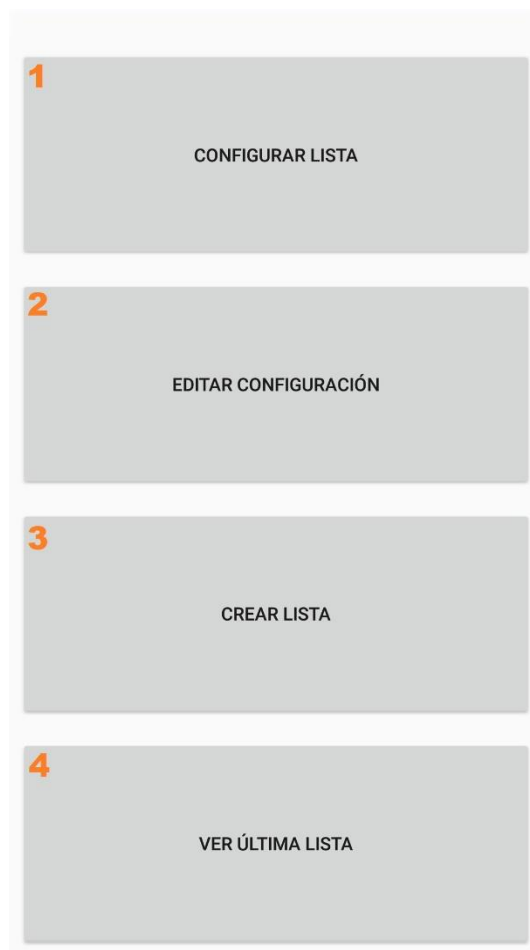 1
CONFIGURAR LISTA
2
EDITAR CONFIGURACIÓN
3
CREAR LISTA
4
VER ÚLTIMA LISTA